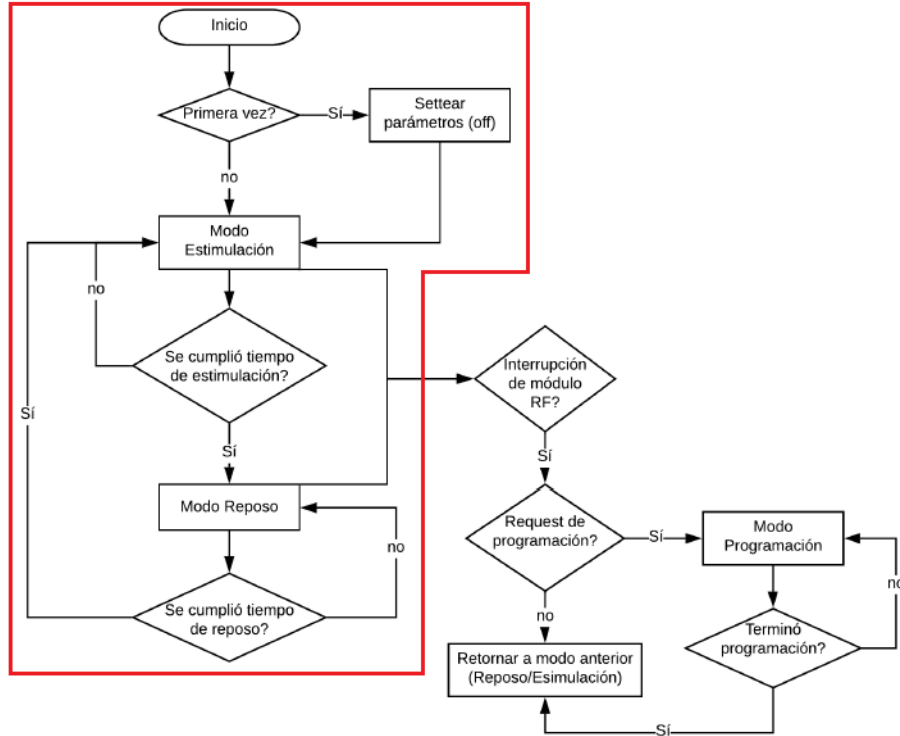 Inicio
Primera vez?
Sí
Settear
parámetros (off)
no
Modo
Estimulación
no
Se cumplió tiempo
de estimulación?
Interrupción
de módulo
RF?
Sí
Sí
Sí
Modo Reposo
Request de
programación?
Sí
Modo
Programación
no
no
Se cumplió tiempo
de reposo?
no
Terminó
programación?
Retornar a modo anterior
(Reposo/Esimulación)
Sí